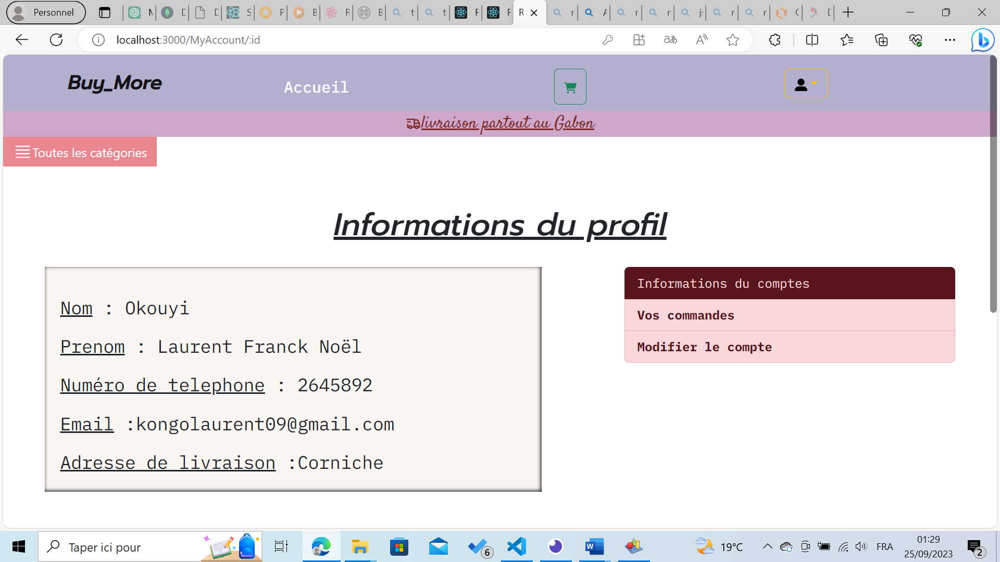 Personnel
localhost:3000/MyAccount/:id
Buy_More
Accueil
livraison partout au Gabon
Toutes les catégories
Informations du profil
Nom : Okouyi
Prenom : Laurent Franck Noël
Numéro de telephone : 2645892
Email :kongolaurent09@gmail.com
Adresse de livraison :Corniche
Informations du comptes
Vos commandes
Modifier le compte
Taper ici pour
6
19°C
FRA
01:29
25/09/2023
2